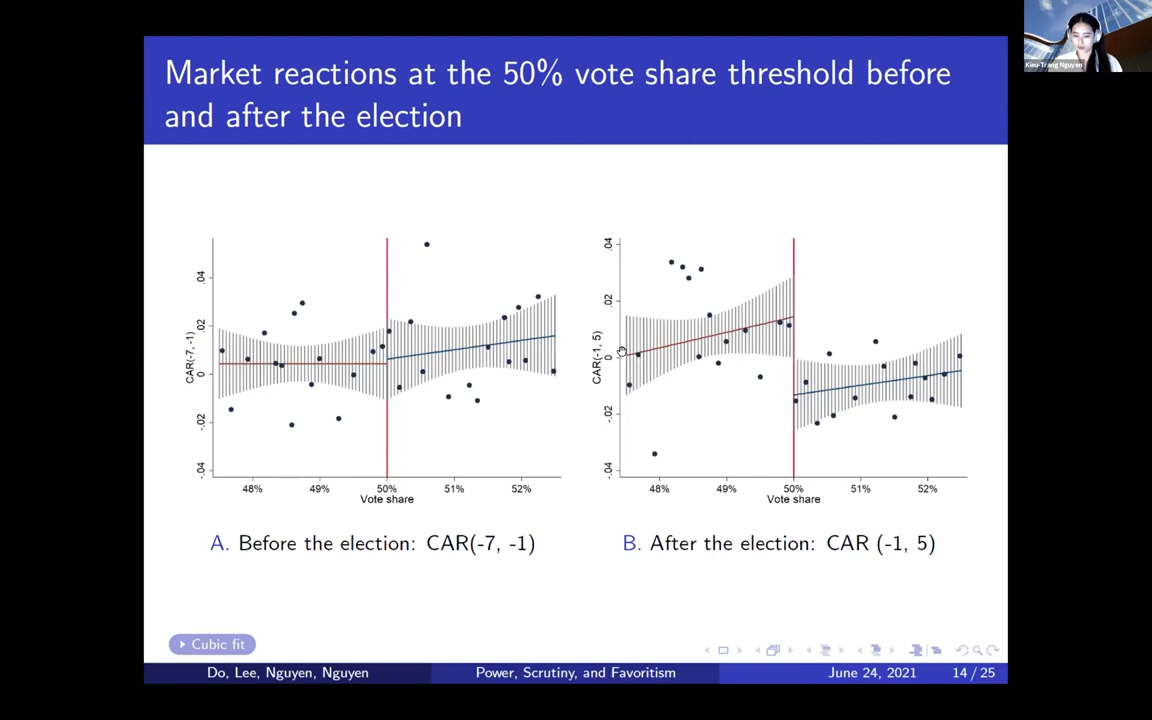 Kieu-Trang Nguyen
Market reactions at the 50% vote share threshold before
and after the election
CAR(-7, -1)
.04
.02
0
-.02
-.04
48%
49%
50%
51%
52%
Vote share
CAR(-1, 5)
.04
.02
0
-.02
-.04
48%
49%
50%
51%
52%
Vote share
A. Before the election: CAR(-7, -1)
B. After the election: CAR (-1, 5)
Cubic fit
Do, Lee, Nguyen, Nguyen
Power, Scrutiny, and Favoritism
June 24, 2021
14 / 25